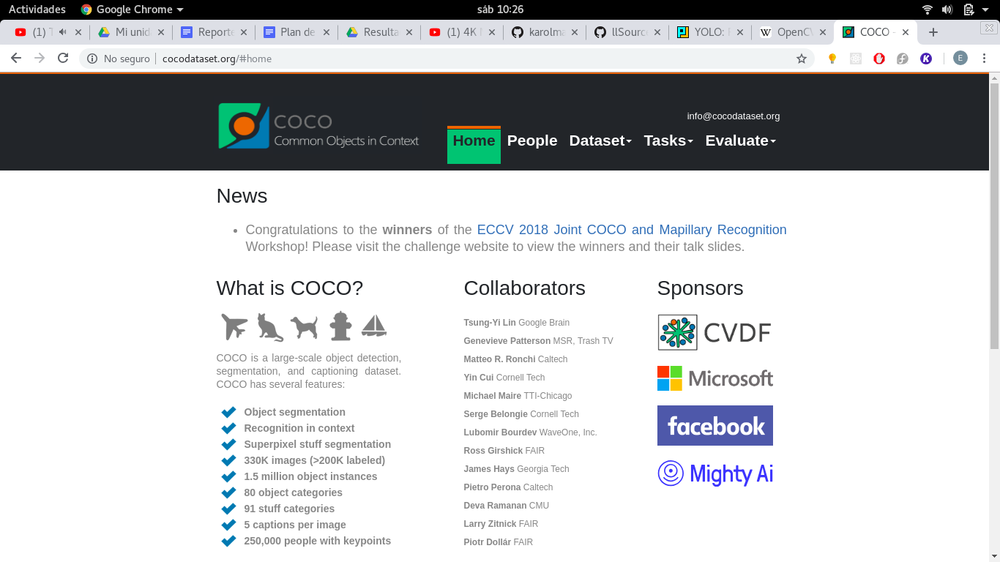 Actividades Google Chrome sáb 10:26
(1) T Mi unid Reporte Plan de Resulta (1) 4K karolma llSource YOLO: OpenCV COCO -
No seguro cocodataset.org/#home E
info@cocodataset.org
COCO
Common Objects in Context
Home People Dataset Tasks Evaluate
News
• Congratulations to the winners of the ECCV 2018 Joint COCO and Mapillary Recognition
Workshop! Please visit the challenge website to view the winners and their talk slides.
What is COCO?
COCO is a large-scale object detection,
segmentation, and captioning dataset.
COCO has several features:
Object segmentation
Recognition in context
Superpixel stuff segmentation
330K images (>200K labeled)
1.5 million object instances
80 object categories
91 stuff categories
5 captions per image
250,000 people with keypoints
Collaborators
Tsung-Yi Lin Google Brain
Genevieve Patterson MSR, Trash TV
Matteo R. Ronchi Caltech
Yin Cui Cornell Tech
Michael Maire TTI-Chicago
Serge Belongie Cornell Tech
Lubomir Bourdev WaveOne, Inc.
Ross Girshick FAIR
James Hays Georgia Tech
Pietro Perona Caltech
Deva Ramanan CMU
Larry Zitnick FAIR
Piotr Dollár FAIR
Sponsors
CVDF
Microsoft
facebook
Mighty Ai